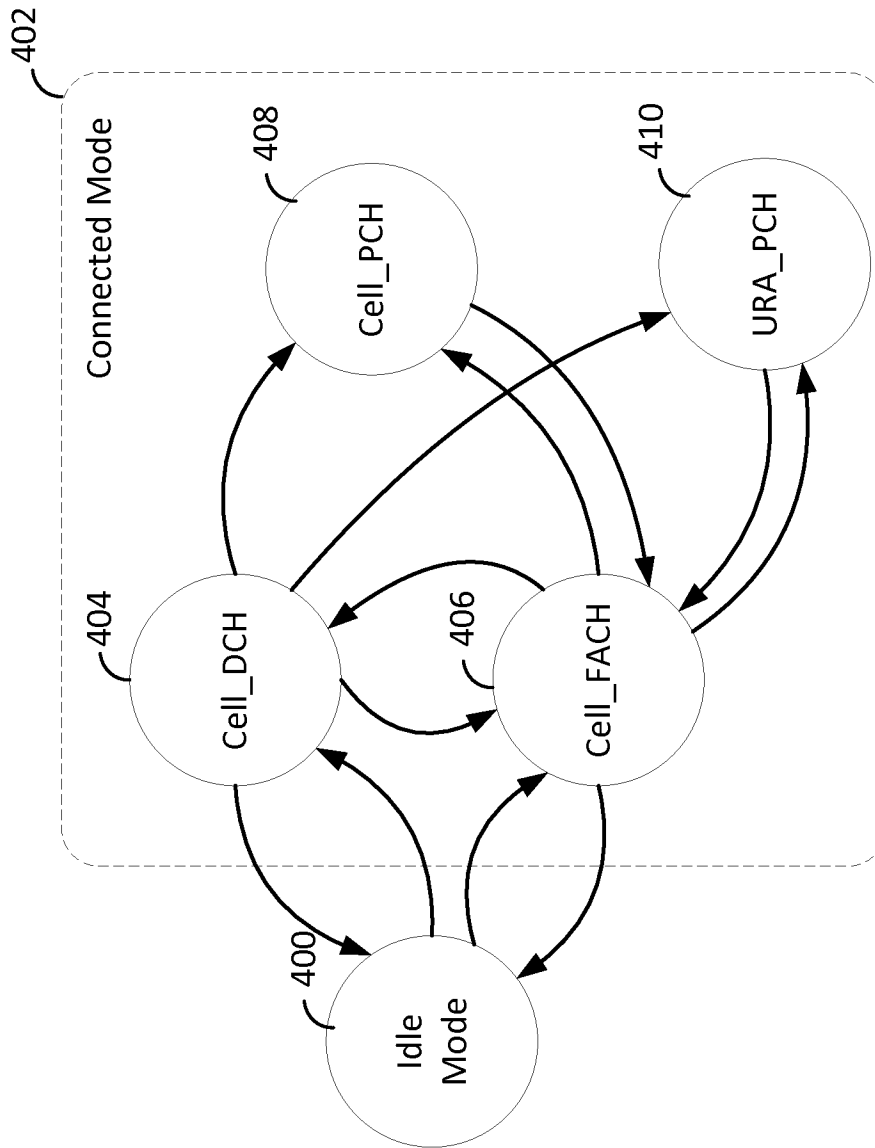 402
Connected Mode
404
Cell_DCH
408
Cell_PCH
400
Idle
Mode
406
Cell_FACH
410
URA_PCH